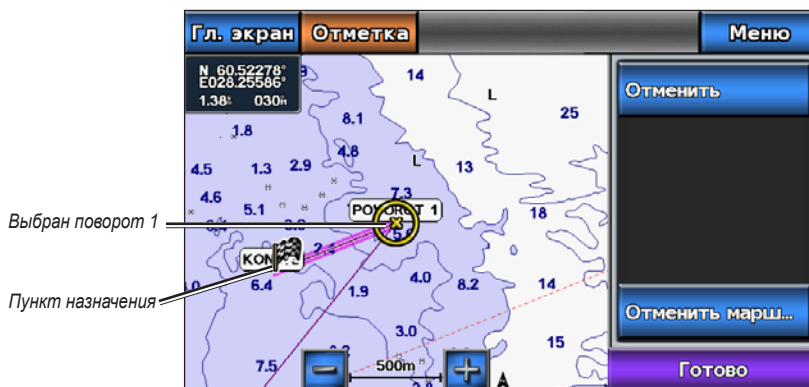 Гл. экран Отметка Меню
N 60.52278°
E028.25586°
1.38 030
Отменить
14
L
25
8.1
1.8
4.8
L
4.5 1.3 2.9 13
7.3
4.6 5.1 POVOROT 1 18
Выбран поворот 1
2.4
KON
Пункт назначения
6.4 1.9 4.0 8.2 14
Отменить марш...
3.0
15
7.5 500m
Готово